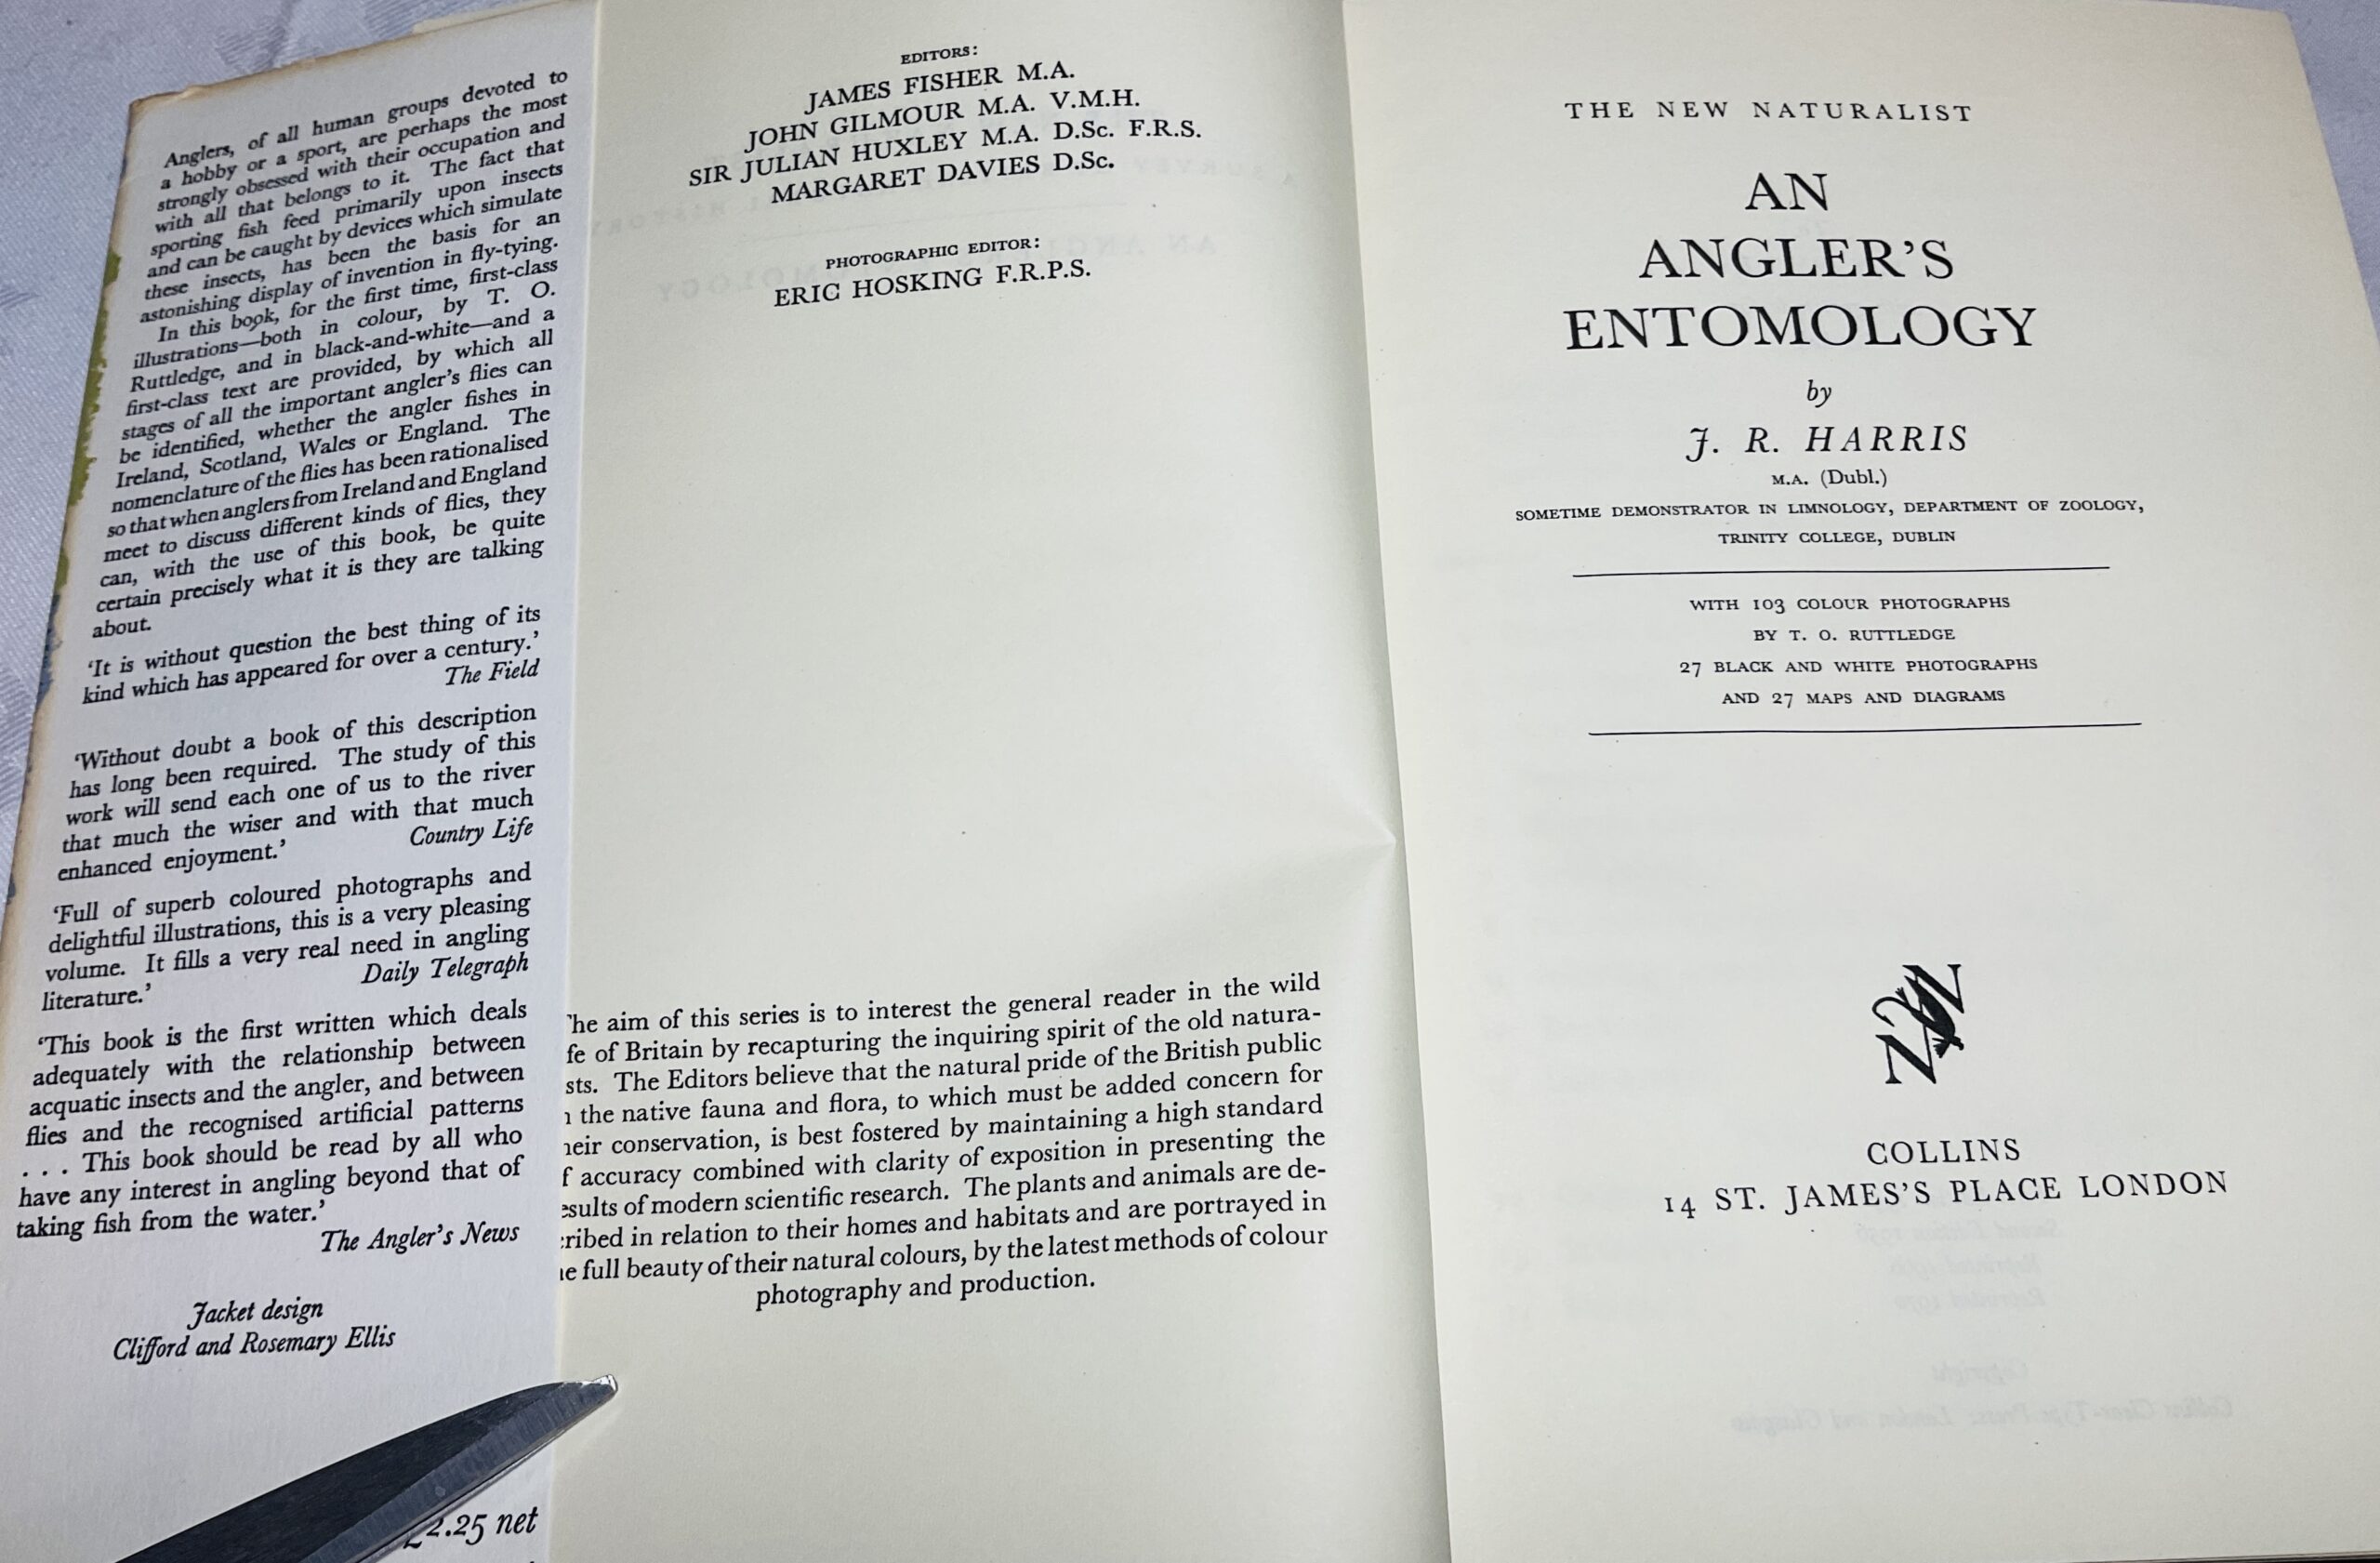 Anglers, of all human groups devoted to
a hobby or a sport, are perhaps the most
strongly obsessed with their occupation and
with all that belongs to it. The fact that
sporting fish feed primarily upon insects
and can be caught by devices which simulate
these insects, has been the basis for an
astonishing display of invention in fly-tying.
In this book, for the first time, first-class
illustrations—both in colour, by T. O.
Ruttledge, and in black-and-white—and a
first-class text are provided, by which all
stages of all the important angler's flies can
be identified, whether the angler fishes in
Ireland, Scotland, Wales or England. The
nomenclature of the flies has been rationalised
so that when anglers from Ireland and England
meet to discuss different kinds of flies, they
can, with the use of this book, be quite
certain precisely what it is they are talking
about.
'It is without question the best thing of its
kind which has appeared for over a century.'
The Field
'Without doubt a book of this description
has long been required. The study of this
work will send each one of us to the river
that much the wiser and with that much
enhanced enjoyment.' Country Life
'Full of superb coloured photographs and
delightful illustrations, this is a very pleasing
volume. It fills a very real need in angling
literature.' Daily Telegraph
'This book is the first written which deals
adequately with the relationship between
acquatic insects and the angler, and between
flies and the recognised artificial patterns
. . . This book should be read by all who
have any interest in angling beyond that of
taking fish from the water.'
The Angler's News
Jacket design
Clifford and Rosemary Ellis
£2.25 net
EDITORS:
JAMES FISHER M.A.
JOHN GILMOUR M.A. V.M.H.
SIR JULIAN HUXLEY M.A. D.Sc. F.R.S.
MARGARET DAVIES D.Sc.
PHOTOGRAPHIC EDITOR:
ERIC HOSKING F.R.P.S.
he aim of this series is to interest the general reader in the wild
fe of Britain by recapturing the inquiring spirit of the old natura-
sts. The Editors believe that the natural pride of the British public
the native fauna and flora, to which must be added concern for
heir conservation, is best fostered by maintaining a high standard
f accuracy combined with clarity of exposition in presenting the
esults of modern scientific research. The plants and animals are de-
cribed in relation to their homes and habitats and are portrayed in
e full beauty of their natural colours, by the latest methods of colour
photography and production.
THE NEW NATURALIST
AN
ANGLER'S
ENTOMOLOGY
by
J. R. HARRIS
M.A. (Dubl.)
SOMETIME DEMONSTRATOR IN LIMNOLOGY, DEPARTMENT OF ZOOLOGY,
TRINITY COLLEGE, DUBLIN
WITH 103 COLOUR PHOTOGRAPHS
BY T. O. RUTTLEDGE
27 BLACK AND WHITE PHOTOGRAPHS
AND 27 MAPS AND DIAGRAMS
NN
COLLINS
14 ST. JAMES'S PLACE LONDON